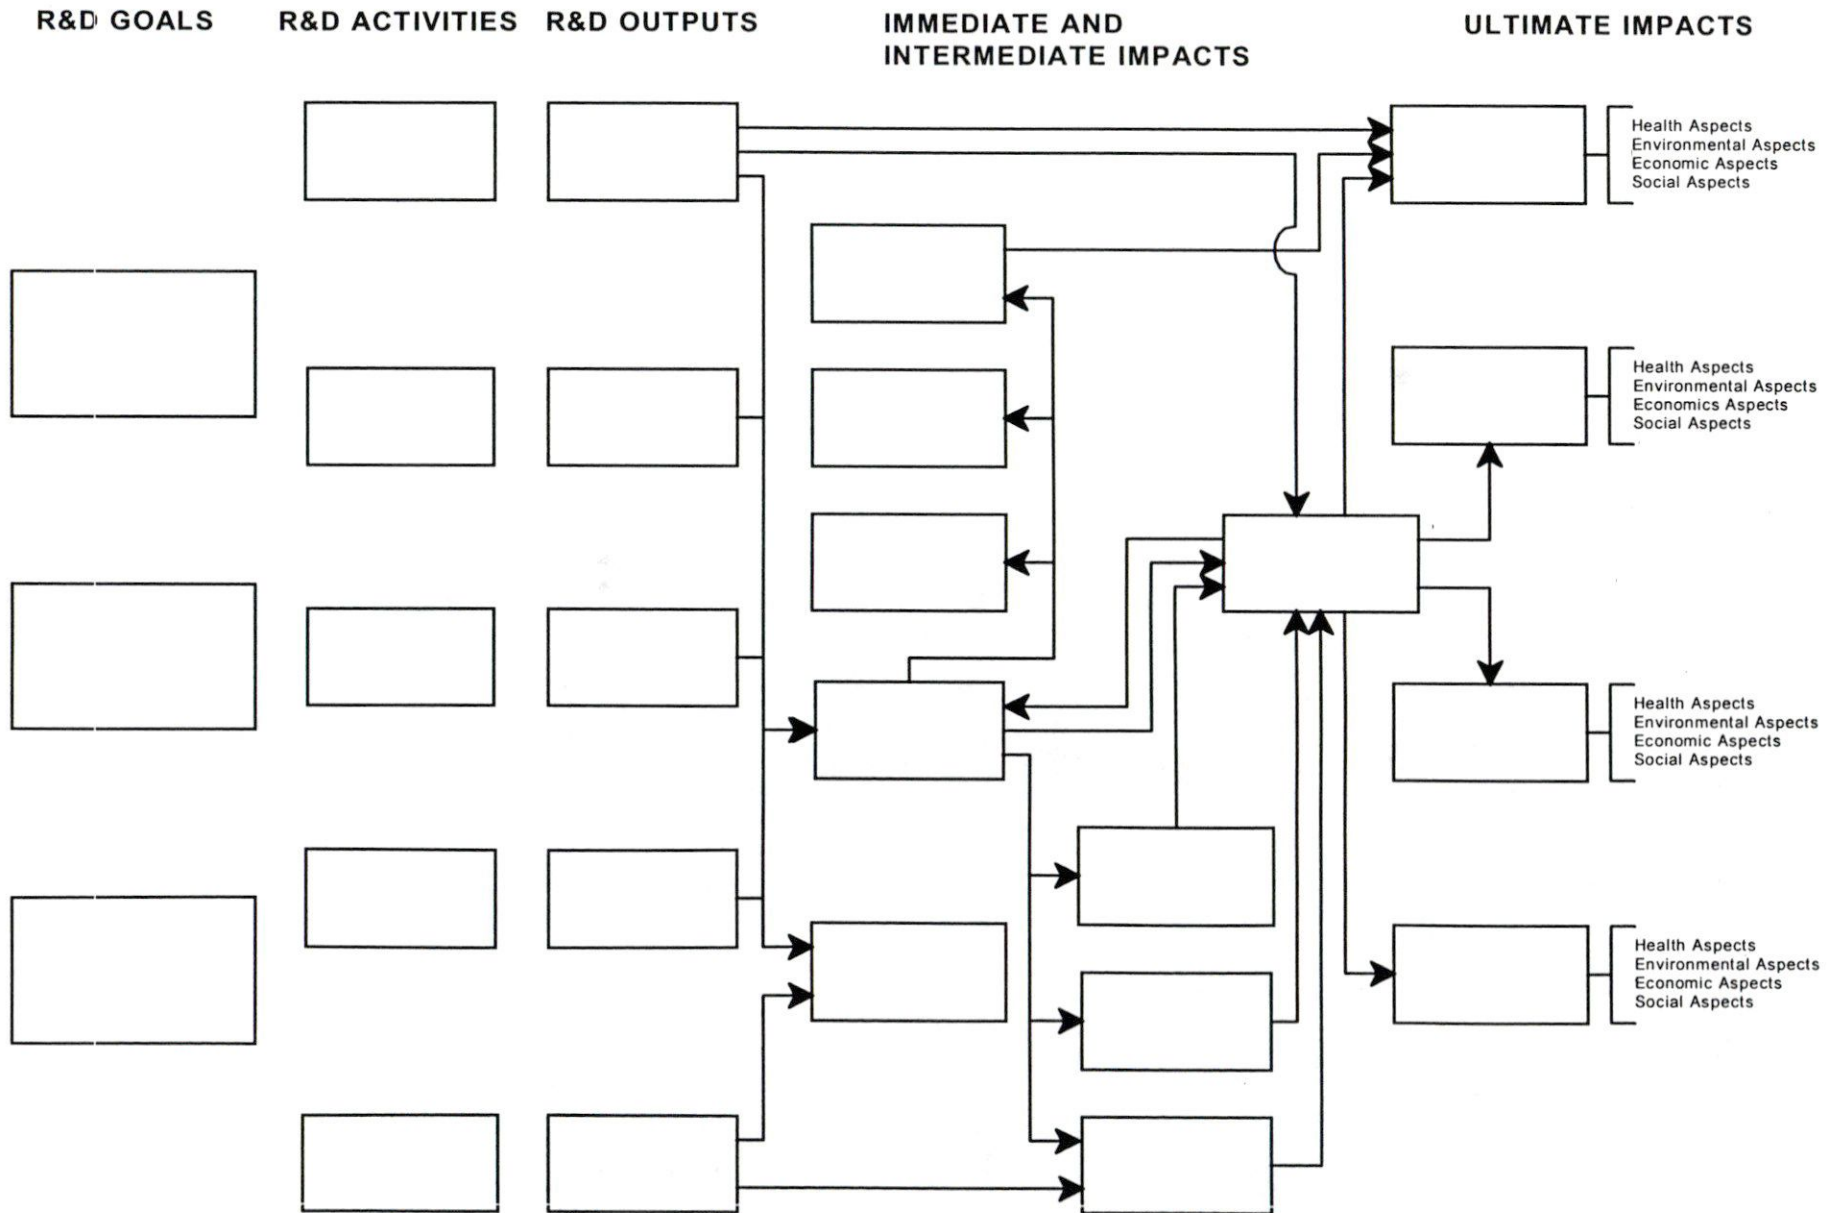 R&D GOALS
R&D ACTIVITIES
R&D OUTPUTS
IMMEDIATE AND
INTERMEDIATE IMPACTS
ULTIMATE IMPACTS
Health Aspects
Environmental Aspects
Economic Aspects
Social Aspects
Health Aspects
Environmental Aspects
Economics Aspects
Social Aspects
Health Aspects
Environmental Aspects
Economic Aspects
Social Aspects
Health Aspects
Environmental Aspects
Economic Aspects
Social Aspects